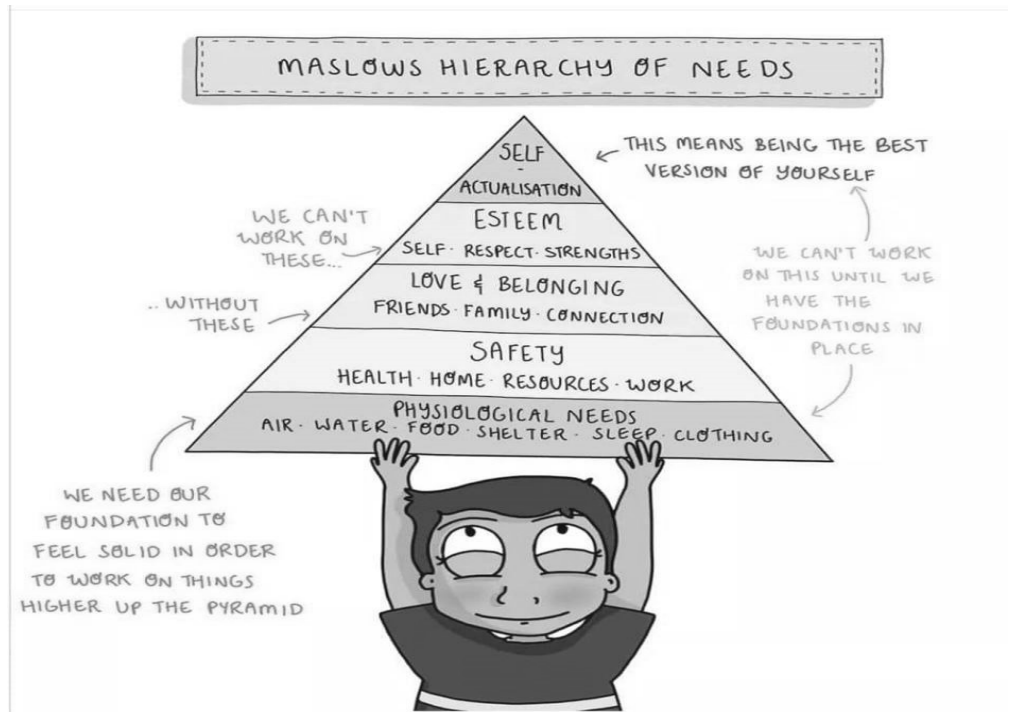 MASLOWS HIERARCHY OF NEEDS
SELF
-
ACTUALISATION
THIS MEANS BEING THE BEST
VERSION OF YOURSELF
WE CAN'T
WORK ON
THESE...
ESTEEM
SELF · RESPECT · STRENGTHS
WE CAN'T WORK
ON THIS UNTIL WE
HAVE THE
FOUNDATIONS IN
PLACE
LOVE & BELONGING
FRIENDS · FAMILY · CONNECTION
..WITHOUT
THESE
SAFETY
HEALTH · HOME · RESOURCES · WORK
PHYSIOLOGICAL NEEDS
AIR · WATER · FOOD · SHELTER · SLEEP · CLOTHING
WE NEED OUR
FOUNDATION TO
FEEL SOLID IN ORDER
TO WORK ON THINGS
HIGHER UP THE PYRAMID